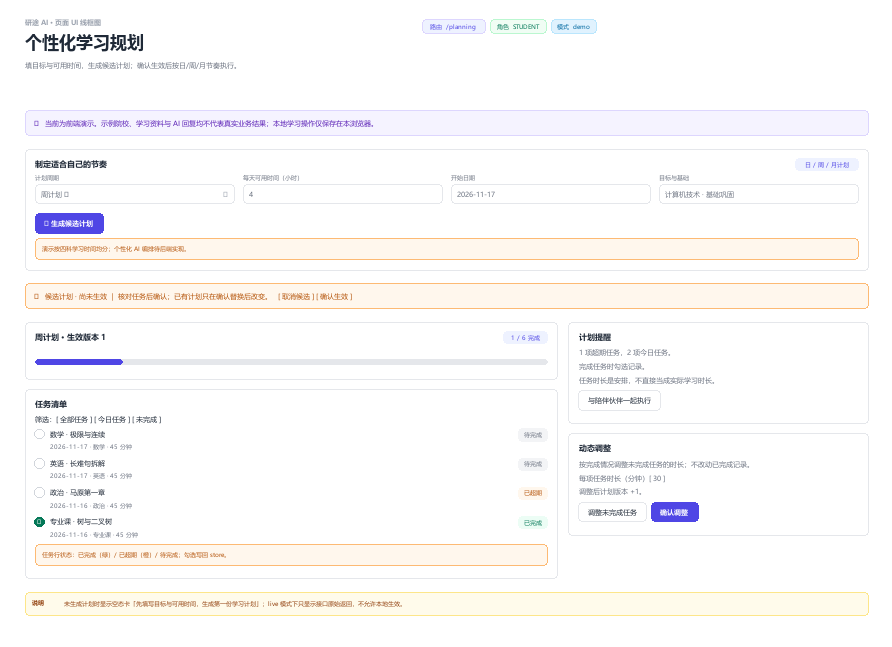 研途 AI • 页面 UI 线框图
个性化学习规划
填目标与可用时间，生成候选计划；确认生效后按日/周/月节奏执行。
路由 /planning
角色 STUDENT
模式 demo
当前为前端演示。示例院校、学习资料与 AI 回复均不代表真实业务结果；本地学习操作仅保存在本浏览器。
制定适合自己的节奏
日 / 周 / 月计划
计划周期
每天可用时间（小时）
开始日期
目标与基础
周计划
4
2026-11-17
计算机技术 · 基础巩固
生成候选计划
演示按四科学习时间均分；个性化 AI 编排待后端实现。
候选计划 · 尚未生效 | 核对任务后确认；已有计划只在确认替换后改变。 [ 取消候选 ] [ 确认生效 ]
周计划 • 生效版本 1
1 / 6 完成
任务清单
筛选：[ 全部任务 ] [ 今日任务 ] [ 未完成 ]
数学 · 极限与连续
待完成
2026-11-17 · 数学 · 45 分钟
英语 · 长难句拆解
待完成
2026-11-17 · 英语 · 45 分钟
政治 · 马原第一章
已超期
2026-11-16 · 政治 · 45 分钟
专业课 · 树与二叉树
已完成
2026-11-16 · 专业课 · 45 分钟
任务行状态：已完成（绿）/ 已超期（橙）/ 待完成；勾选写回 store。
计划提醒
1 项超期任务，2 项今日任务。
完成任务时勾选记录。
任务时长是安排，不直接当成实际学习时长。
与陪伴伙伴一起执行
动态调整
按完成情况调整未完成任务的时长；不改动已完成记录。
每项任务时长（分钟）[ 30 ]
调整后计划版本 +1。
调整未完成任务
确认调整
说明
未生成计划时显示空态卡「先填写目标与可用时间，生成第一份学习计划」；live 模式下只显示接口原始返回，不允许本地生效。